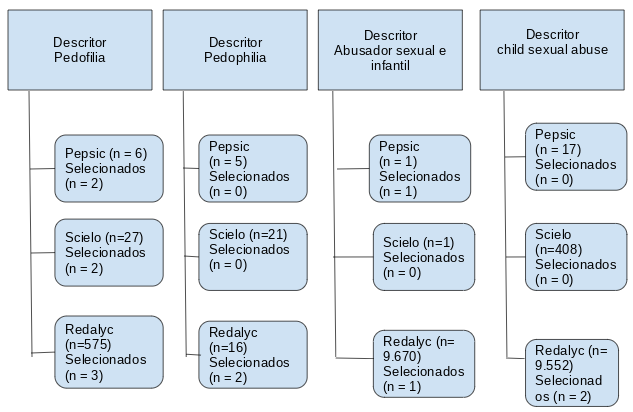 Descritor
Pedofilia
Pepsic (n = 6)
Selecionados
(n = 2)
Scielo (n=27)
Selecionados
(n = 2)
Redalyc
(n=575)
Selecionados
(n = 3)
Descritor
Pedophilia
Pepsic
(n = 5)
Selecionados
(n = 0)
Scielo (n=21)
Selecionados
(n = 0)
Redalyc
(n=16)
Selecionados
(n = 2)
Descritor
Abusador sexual e
infantil
Pepsic
(n = 1)
Selecionados
(n = 1)
Scielo (n=1)
Selecionados
(n = 0)
Redalyc (n=
9.670)
Selecionados
(n = 1)
Descritor
child sexual abuse
Pepsic
(n = 17)
Selecionados
(n = 0)
Scielo
(n=408)
Selecionados
(n = 0)
Redalyc (n=
9.552)
Selecionad
os (n = 2)